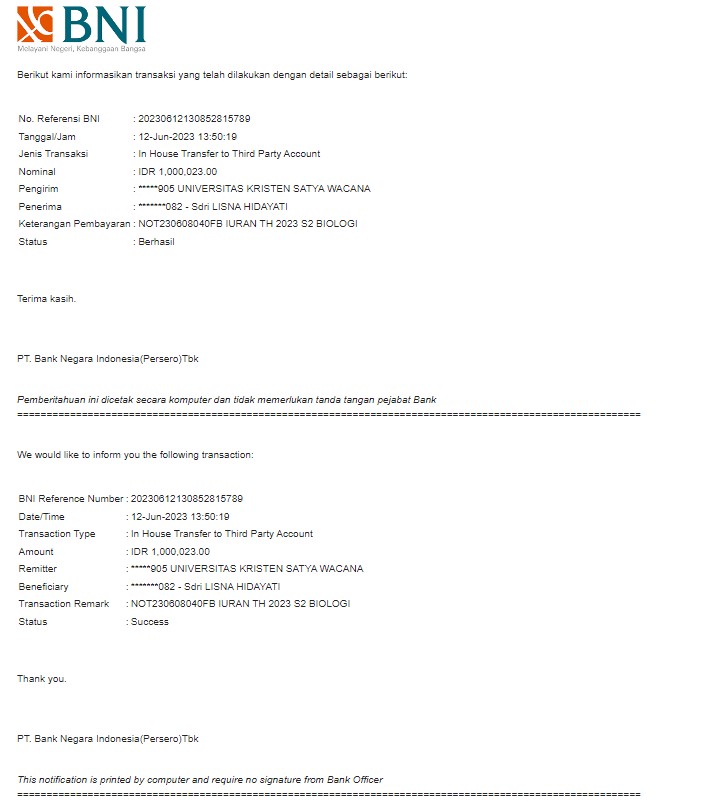 BNI
Melayani Negeri, Kebanggaan Bangsa
Berikut kami informasikan transaksi yang telah dilakukan dengan detail sebagai berikut:
No. Referensi BNI : 20230612130852815789
Tanggal/Jam : 12-Jun-2023 13:50:19
Jenis Transaksi : In House Transfer to Third Party Account
Nominal : IDR 1,000,023.00
Pengirim : *****905 UNIVERSITAS KRISTEN SATYA WACANA
Penerima : *******082 - Sdri LISNA HIDAYATI
Keterangan Pembayaran : NOT230608040FB IURAN TH 2023 S2 BIOLOGI
Status : Berhasil
Terima kasih.
PT. Bank Negara Indonesia(Persero)Tbk
Pemberitahuan ini dicetak secara komputer dan tidak memerlukan tanda tangan pejabat Bank
==========================================================================================================
We would like to inform you the following transaction:
BNI Reference Number : 20230612130852815789
Date/Time : 12-Jun-2023 13:50:19
Transaction Type : In House Transfer to Third Party Account
Amount : IDR 1,000,023.00
Remitter : *****905 UNIVERSITAS KRISTEN SATYA WACANA
Beneficiary : *******082 - Sdri LISNA HIDAYATI
Transaction Remark : NOT230608040FB IURAN TH 2023 S2 BIOLOGI
Status : Success
Thank you.
PT. Bank Negara Indonesia(Persero)Tbk
This notification is printed by computer and require no signature from Bank Officer
==========================================================================================================